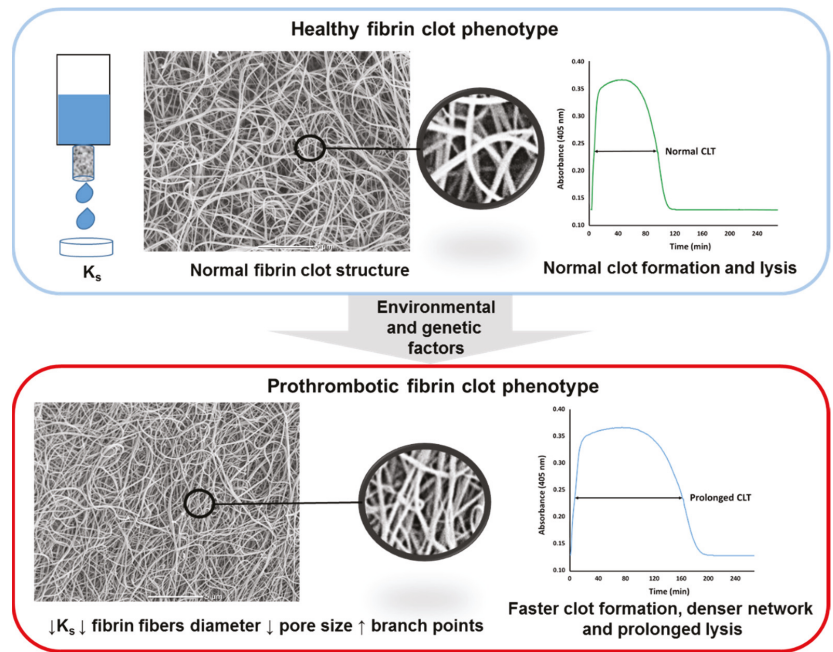 Healthy fibrin clot phenotype
K_s
Normal fibrin clot structure
0.40
0.35
0.30
0.25
0.20
0.15
0.10
Absorbance (405 nm)
Normal CLT
0 40 80 120 160 200 240
Time (min)
Normal clot formation and lysis
Environmental
and genetic
factors
Prothrombotic fibrin clot phenotype
↓K_s ↓ fibrin fibers diameter ↓ pore size ↑ branch points
0.40
0.35
0.30
0.25
0.20
0.15
0.10
Absorbance (405 nm)
Prolonged CLT
0 40 80 120 160 200 240
Time (min)
Faster clot formation, denser network
and prolonged lysis